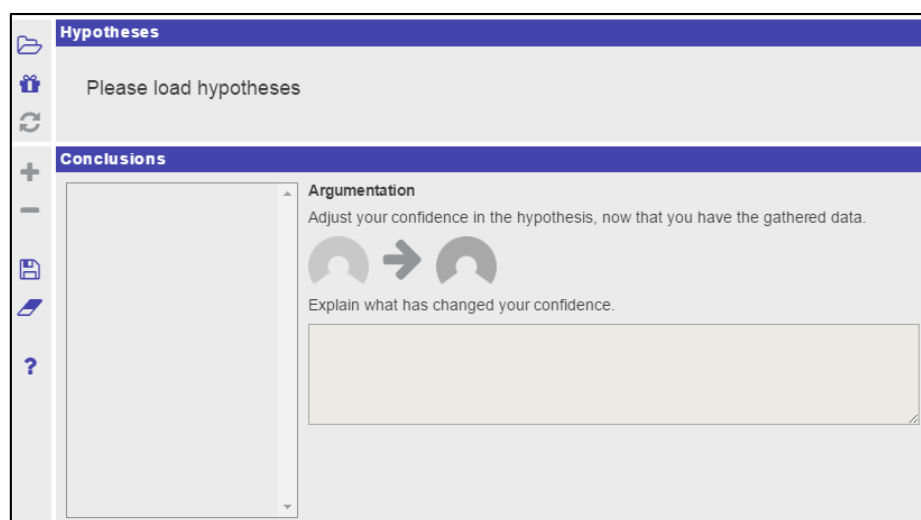 Hypotheses
Please load hypotheses
Conclusions
Argumentation
Adjust your confidence in the hypothesis, now that you have the gathered data.
Explain what has changed your confidence.
?